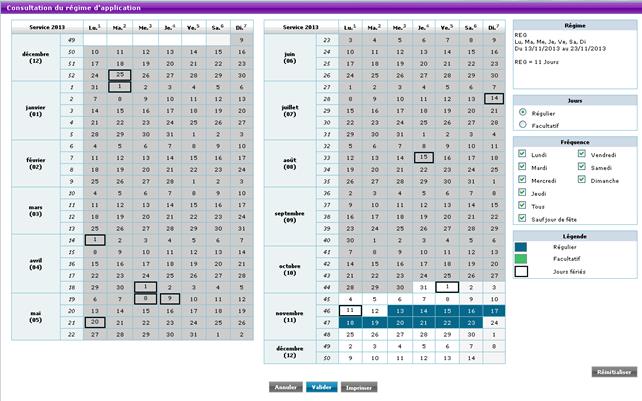 Consultation du régime d'application
Service 2013 Lu.1 Ma.2 Me.3 Je.4 Ve.5 Sa.6 Di.7
décembre
(12)
49 9
50 10 11 12 13 14 15 16
51 17 18 19 20 21 22 23
52 24 25 26 27 28 29 30
janvier
(01)
1 31 1 2 3 4 5 6
2 7 8 9 10 11 12 13
3 14 15 16 17 18 19 20
4 21 22 23 24 25 26 27
5 28 29 30 31 1 2 3
février
(02)
6 4 5 6 7 8 9 10
7 11 12 13 14 15 16 17
8 18 19 20 21 22 23 24
9 25 26 27 28 1 2 3
mars
(03)
10 4 5 6 7 8 9 10
11 11 12 13 14 15 16 17
12 18 19 20 21 22 23 24
13 25 26 27 28 29 30 31
avril
(04)
14 1 2 3 4 5 6 7
15 8 9 10 11 12 13 14
16 15 16 17 18 19 20 21
17 22 23 24 25 26 27 28
18 29 30 1 2 3 4 5
mai
(05)
19 6 7 8 9 10 11 12
20 13 14 15 16 17 18 19
21 20 21 22 23 24 25 26
22 27 28 29 30 31 1 2
Service 2013 Lu.1 Ma.2 Me.3 Je.4 Ve.5 Sa.6 Di.7
juin
(06)
23 3 4 5 6 7 8 9
24 10 11 12 13 14 15 16
25 17 18 19 20 21 22 23
26 24 25 26 27 28 29 30
juillet
(07)
27 1 2 3 4 5 6 7
28 8 9 10 11 12 13 14
29 15 16 17 18 19 20 21
30 22 23 24 25 26 27 28
31 29 30 31 1 2 3 4
août
(08)
32 5 6 7 8 9 10 11
33 12 13 14 15 16 17 18
34 19 20 21 22 23 24 25
35 26 27 28 29 30 31 1
septembre
(09)
36 2 3 4 5 6 7 8
37 9 10 11 12 13 14 15
38 16 17 18 19 20 21 22
39 23 24 25 26 27 28 29
40 30 1 2 3 4 5 6
octobre
(10)
41 7 8 9 10 11 12 13
42 14 15 16 17 18 19 20
43 21 22 23 24 25 26 27
44 28 29 30 31 1 2 3
novembre
(11)
45 4 5 6 7 8 9 10
46 11 12 13 14 15 16 17
47 18 19 20 21 22 23 24
48 25 26 27 28 29 30 1
décembre
(12)
49 2 3 4 5 6 7 8
50 9 10 11 12 13 14
Régime
REG
Lu, Ma, Me, Je, Ve, Sa, Di
Du 13/11/2013 au 23/11/2013
REG = 11 Jours
Jours
Régulier
Facultatif
Fréquence
Lundi Vendredi
Mardi Samedi
Mercredi Dimanche
Jeudi
Tous
Sauf jour de fête
Légende
Régulier
Facultatif
Jours fériés
Réinitialiser
Annuler Valider Imprimer